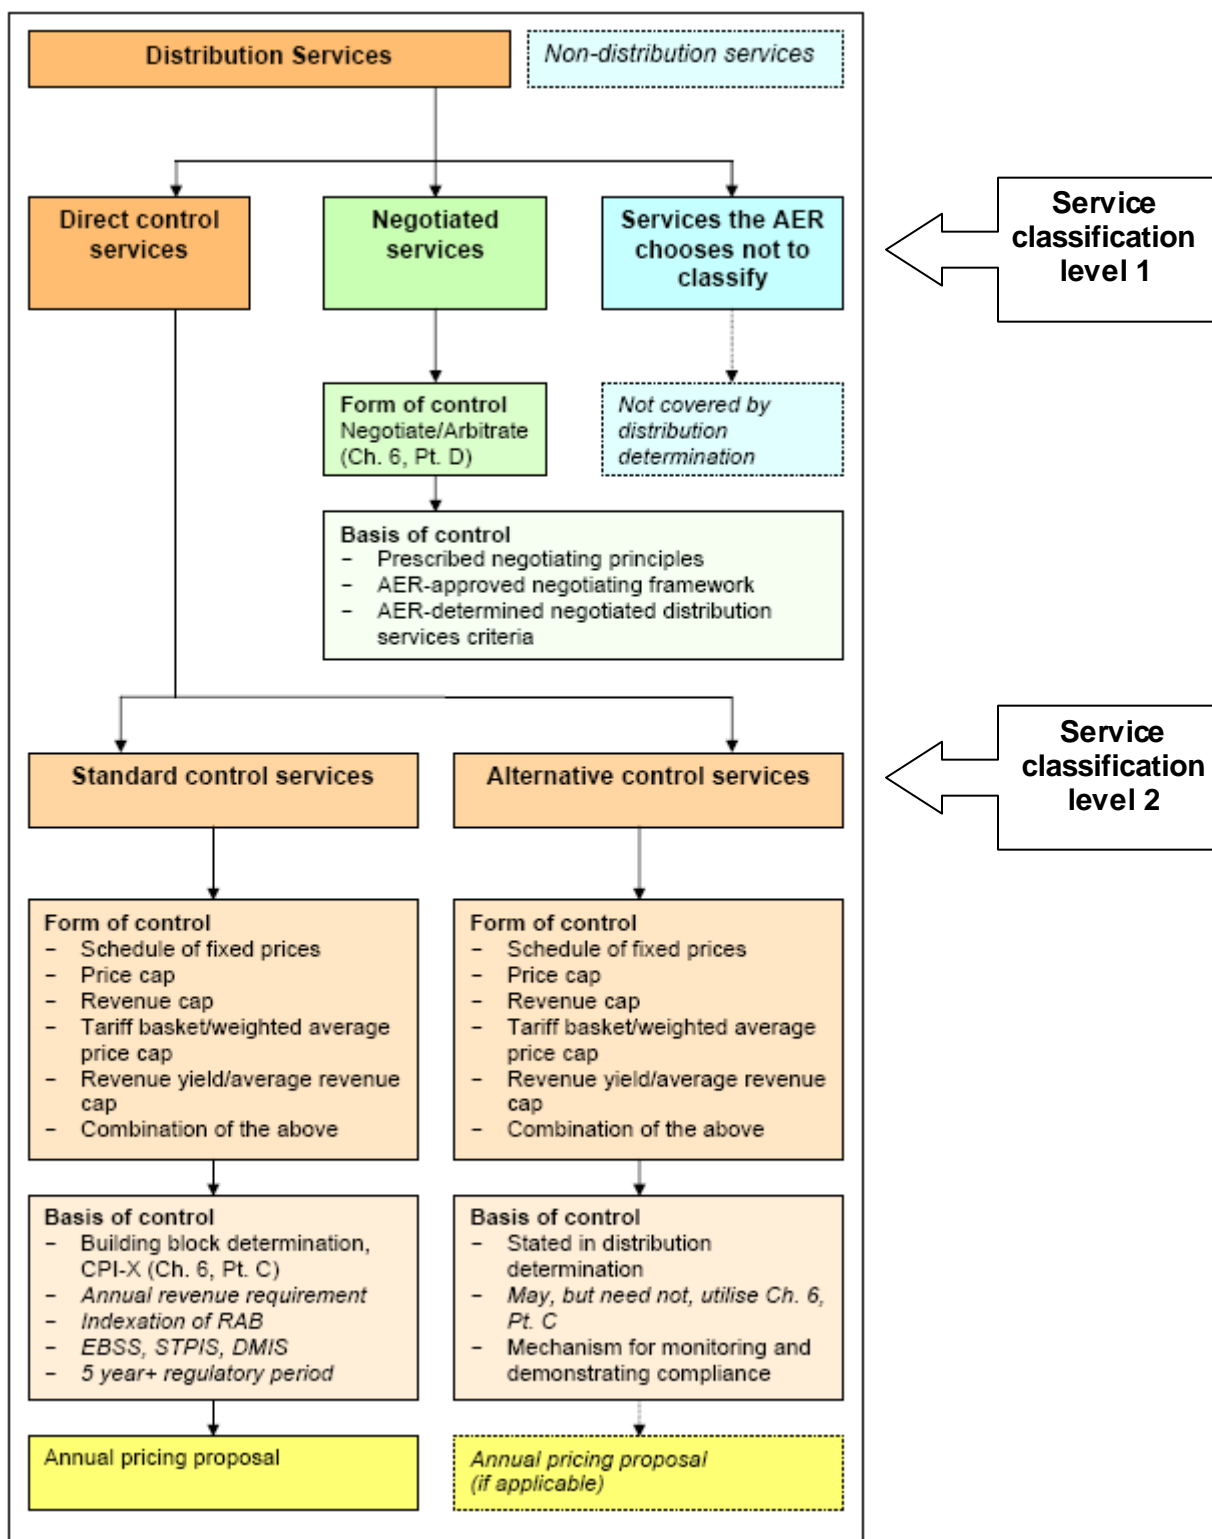 Distribution Services
Non-distribution services
Direct control
services
Negotiated
services
Services the AER
chooses not to
classify
Service
classification
level 1
Form of control
Negotiate/Arbitrate
(Ch. 6, Pt. D)
Not covered by
distribution
determination
Basis of control
− Prescribed negotiating principles
− AER-approved negotiating framework
− AER-determined negotiated distribution
services criteria
Service
classification
level 2
Standard control services
Alternative control services
Form of control
− Schedule of fixed prices
− Price cap
− Revenue cap
− Tariff basket/weighted average
price cap
− Revenue yield/average revenue
cap
− Combination of the above
Form of control
− Schedule of fixed prices
− Price cap
− Revenue cap
− Tariff basket/weighted average
price cap
− Revenue yield/average revenue
cap
− Combination of the above
Basis of control
− Building block determination,
CPI-X (Ch. 6, Pt. C)
− Annual revenue requirement
− Indexation of RAB
− EBSS, STPIS, DMIS
− 5 year+ regulatory period
Basis of control
− Stated in distribution
determination
− May, but need not, utilise Ch. 6,
Pt. C
− Mechanism for monitoring and
demonstrating compliance
Annual pricing proposal
Annual pricing proposal
(if applicable)